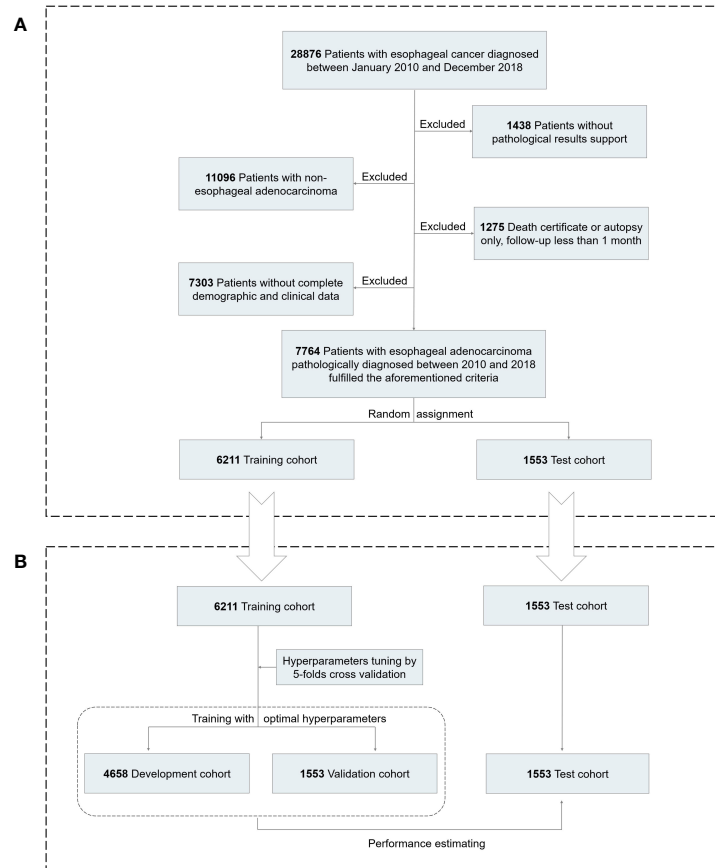 A
28876 Patients with esophageal cancer diagnosed
between January 2010 and December 2018
Excluded
1438 Patients without
pathological results support
11096 Patients with non-
esophageal adenocarcinoma
Excluded
Excluded
1275 Death certificate or autopsy
only, follow-up less than 1 month
7303 Patients without complete
demographic and clinical data
Excluded
7764 Patients with esophageal adenocarcinoma
pathologically diagnosed between 2010 and 2018
fulfilled the aforementioned criteria
Random assignment
6211 Training cohort
1553 Test cohort
B
6211 Training cohort
1553 Test cohort
Hyperparameters tuning by
5-folds cross validation
Training with optimal hyperparameters
4658 Development cohort
1553 Validation cohort
1553 Test cohort
Performance estimating